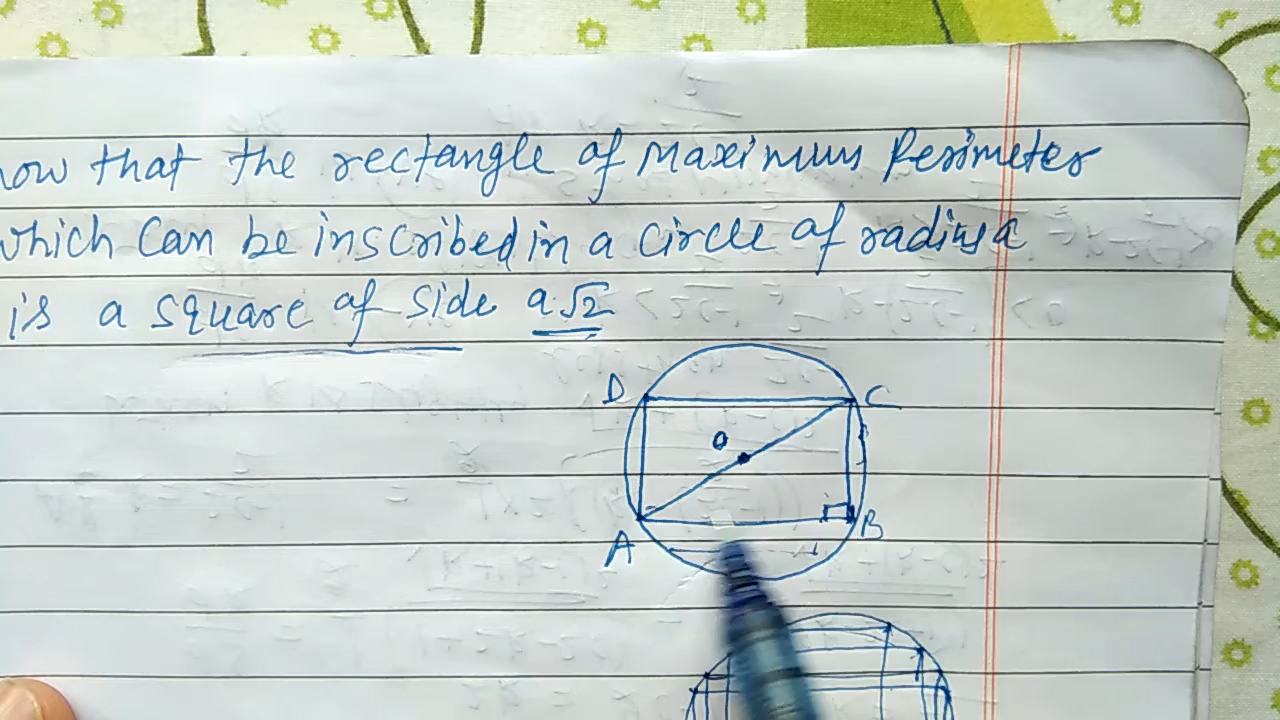 now that the rectangle of Maximum Perimeter
which Can be inscribed in a circle of radius a
is a square of side a√2
D
C
O
A
B